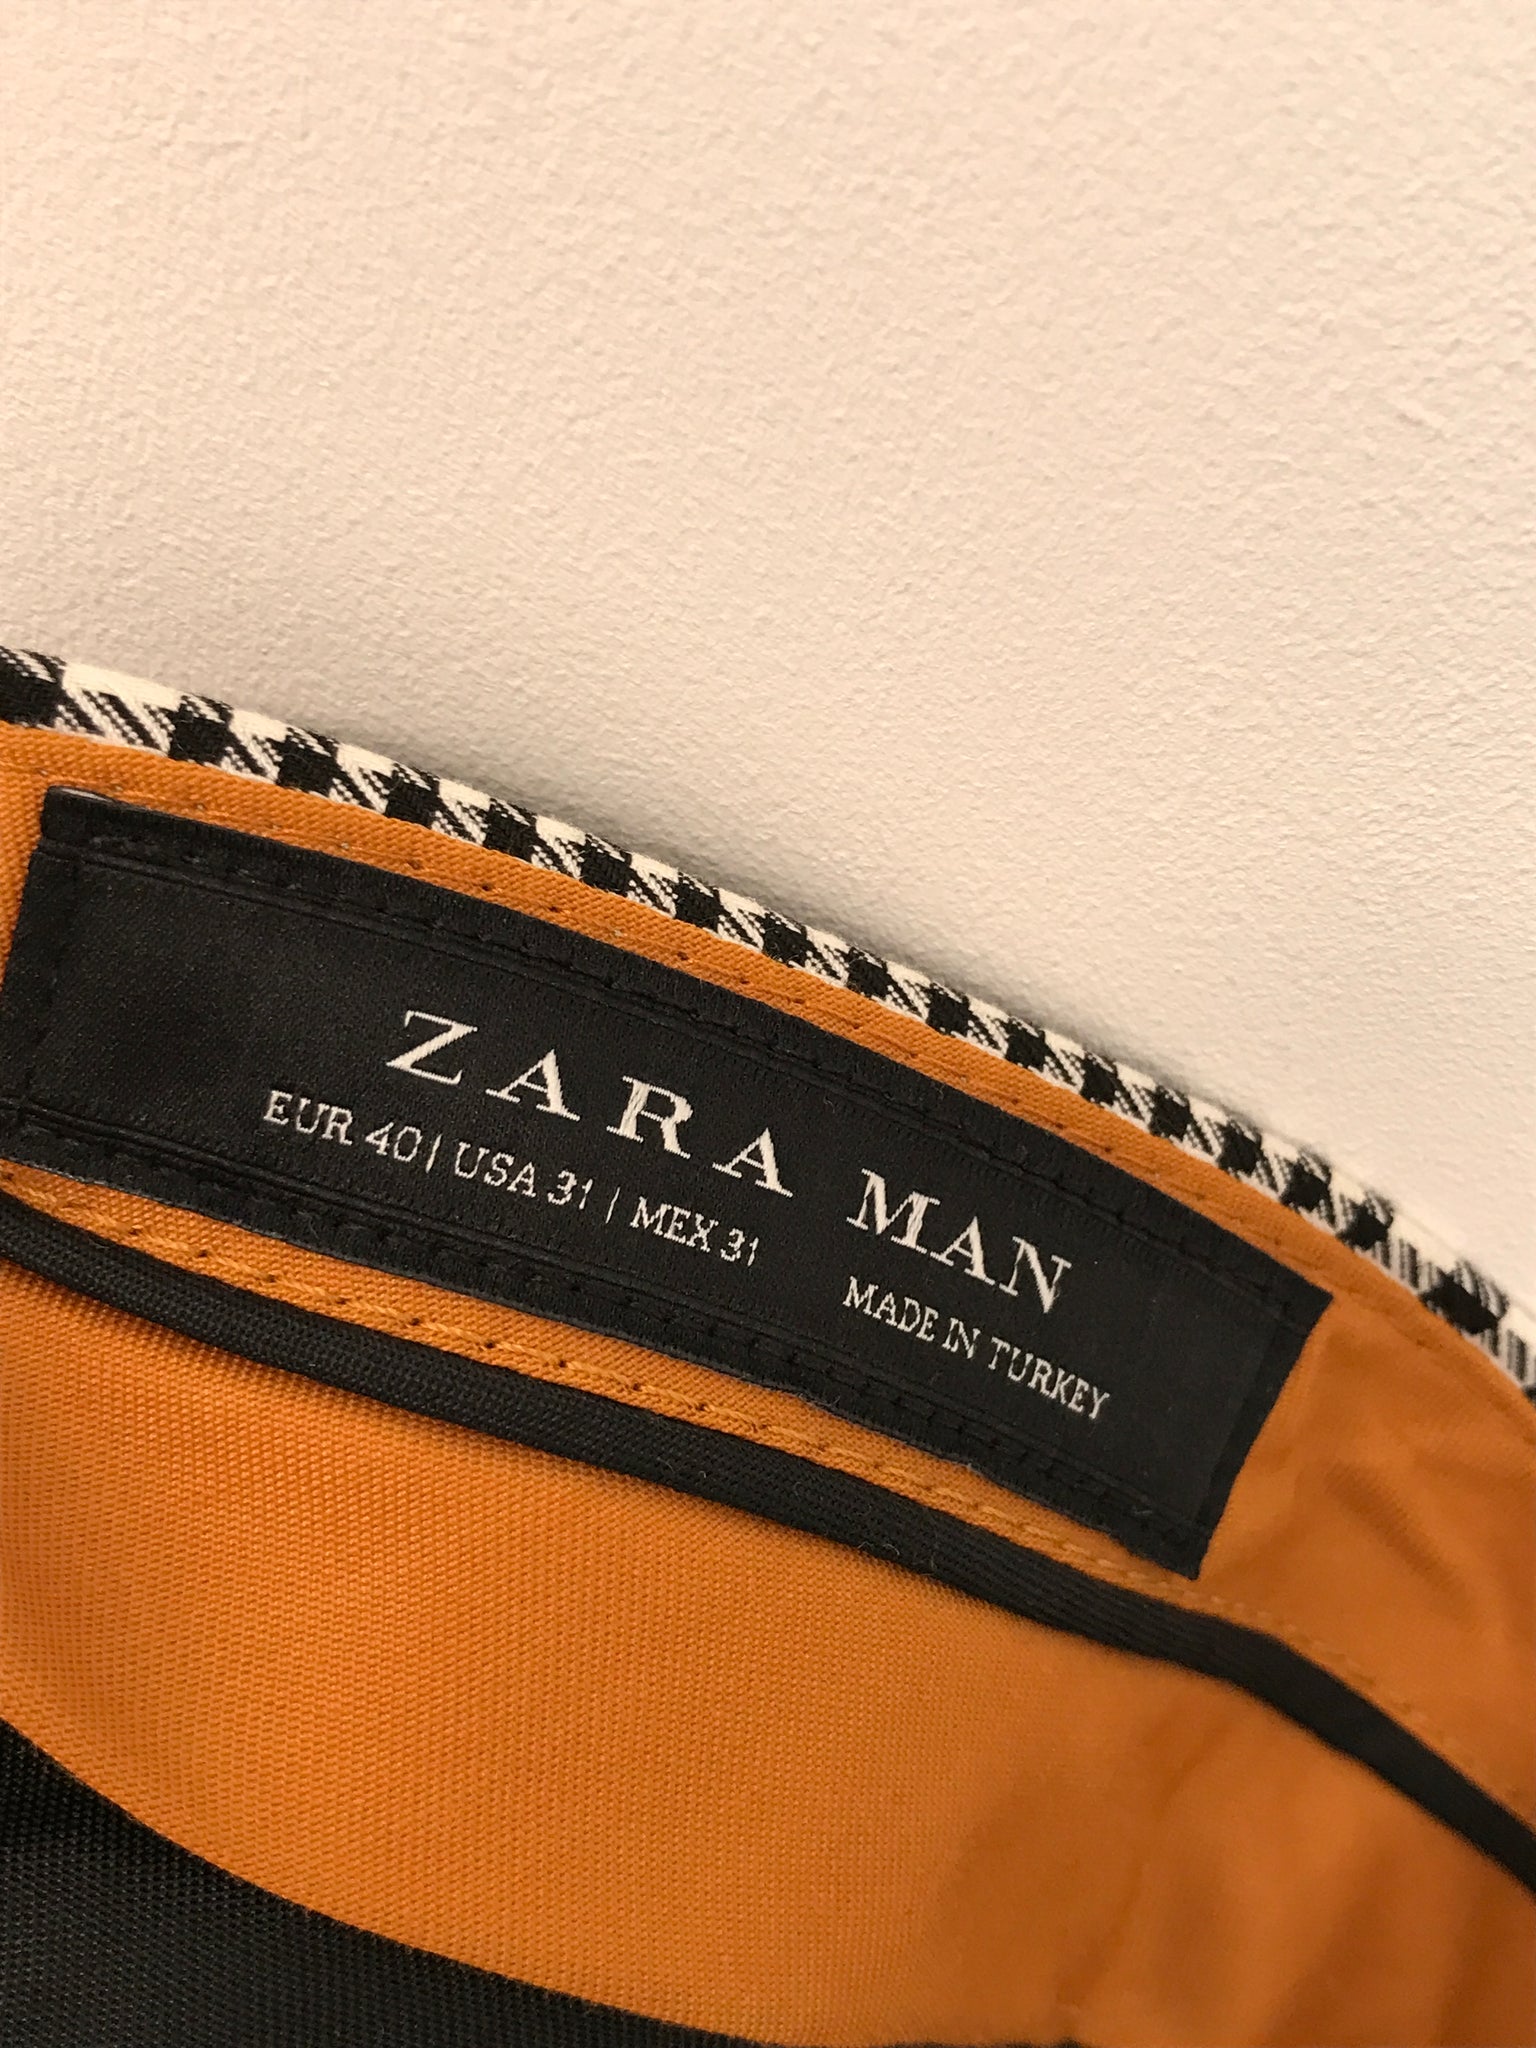 ZARA MAN
EUR 40 | USA 31 | MEX 31
MADE IN TURKEY